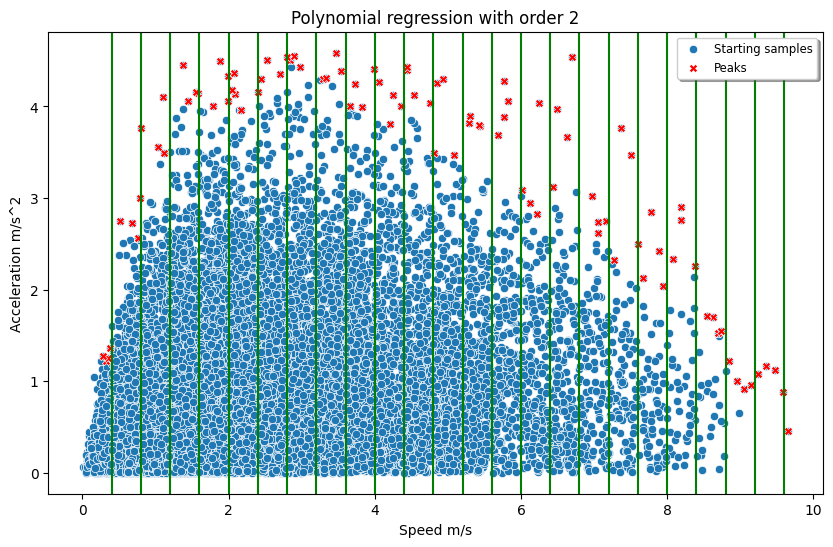 Polynomial regression with order 2
Starting samples
Peaks
Acceleration m/s^2
4
3
2
1
0
0
2
4
6
8
10
Speed m/s